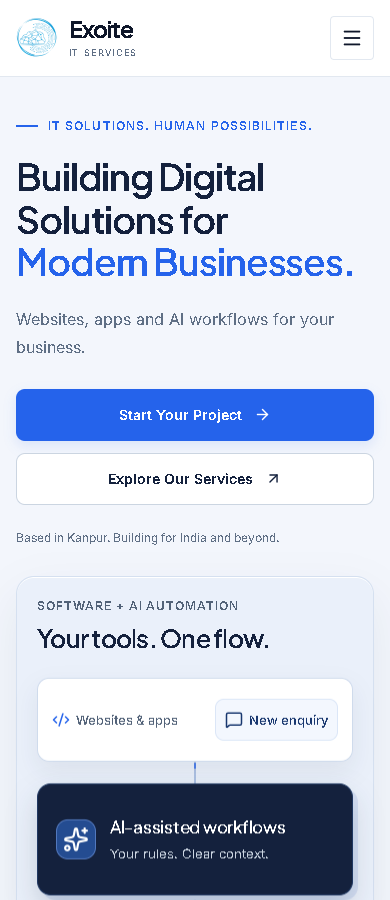 Exoite
IT SERVICES
IT SOLUTIONS. HUMAN POSSIBILITIES.
Building Digital
Solutions for
Modern Businesses.
Websites, apps and AI workflows for your
business.
Start Your Project
Explore Our Services
Based in Kanpur. Building for India and beyond.
SOFTWARE + AI AUTOMATION
Your tools. One flow.
Websites & apps
New enquiry
AI-assisted workflows
Your rules. Clear context.